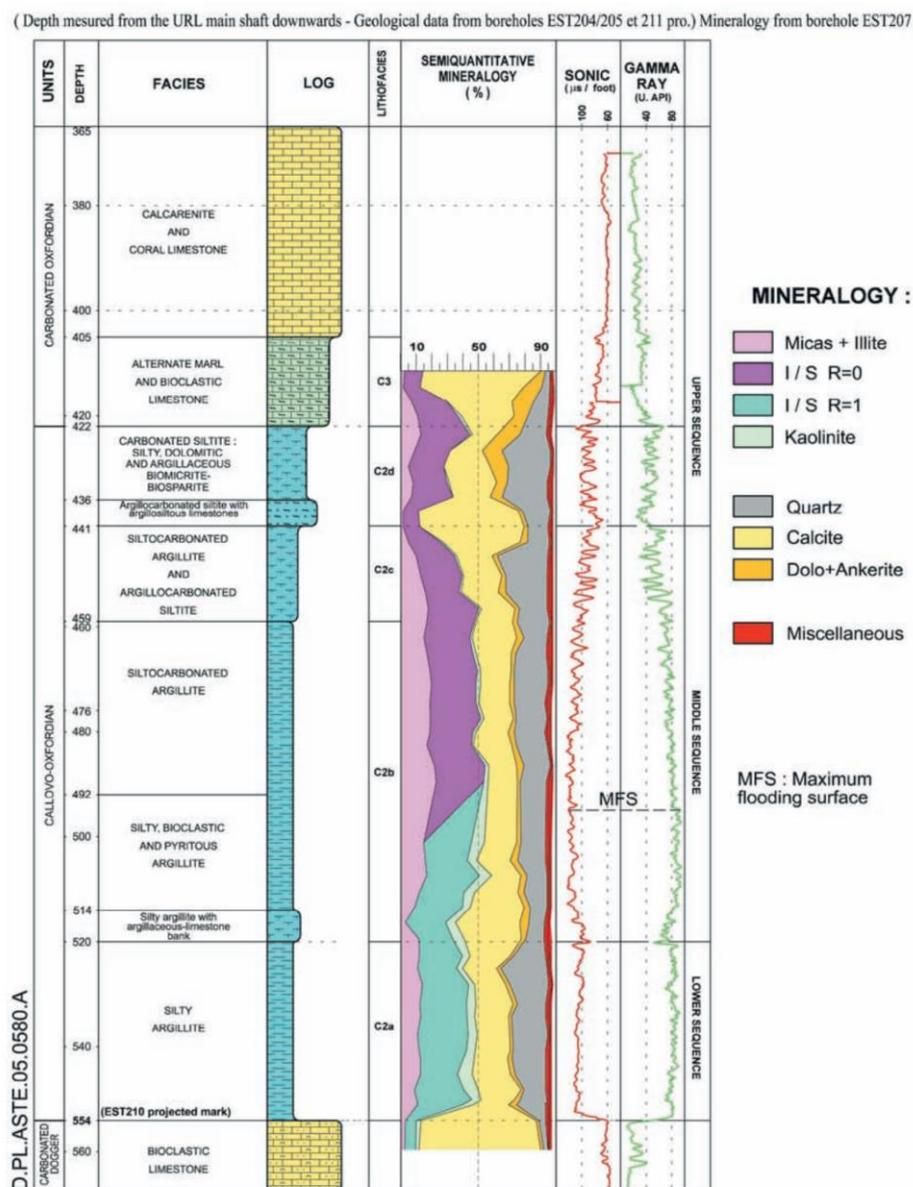 ( Depth mesured from the URL main shaft downwards - Geological data from boreholes EST204/205 et 211 pro.) Mineralogy from borehole EST207
UNITS
DEPTH
FACIES
LOG
LITHOFACIES
SEMIQUANTITATIVE
MINERALOGY
( % )
SONIC
(µs / foot)
100
60
GAMMA
RAY
(U. API)
40
80
CARBONATED OXFORDIAN
CALLOVO-OXFORDIAN
CARBONATED
DOGGER
365
380
400
405
420
422
436
441
459
460
476
480
492
500
514
520
540
554
560
CALCARENITE
AND
CORAL LIMESTONE
ALTERNATE MARL
AND BIOCLASTIC
LIMESTONE
CARBONATED SILTITE :
SILTY, DOLOMITIC
AND ARGILLACEOUS
BIOMICRITE-
BIOSPARITE
Argillocarbonated siltite with
argillosiltous limestones
SILTOCARBONATED
ARGILLITE
AND
ARGILLOCARBONATED
SILTITE
SILTOCARBONATED
ARGILLITE
SILTY, BIOCLASTIC
AND PYRITOUS
ARGILLITE
Silty argillite with
argillaceous-limestone
bank
SILTY
ARGILLITE
(EST210 projected mark)
BIOCLASTIC
LIMESTONE
C3
C2d
C2c
C2b
C2a
10
50
90
MFS
UPPER SEQUENCE
MIDDLE SEQUENCE
LOWER SEQUENCE
MINERALOGY :
Micas + Illite
I / S R=0
I / S R=1
Kaolinite
Quartz
Calcite
Dolo+Ankerite
Miscellaneous
MFS : Maximum
flooding surface
D.PL.ASTE.05.0580.A